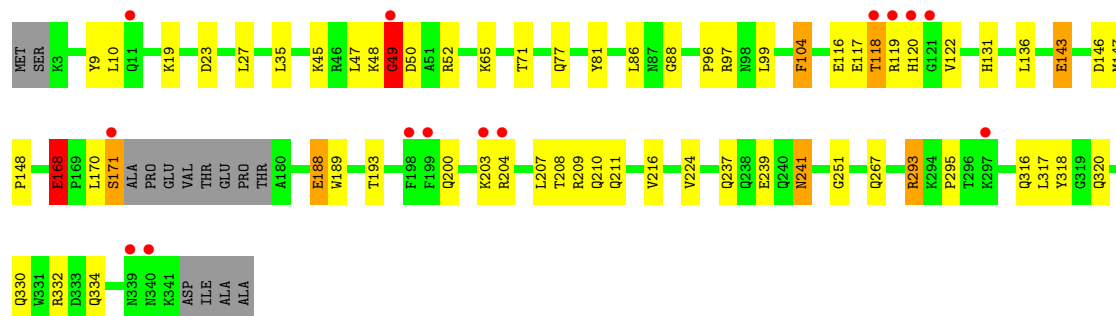 MET SER K3 Y9 L10 Q11 K19 D23 L27 L35 K45 R46 L47 K48 G49 D50 A51 R52 K65 T71 Q77 Y81 L86 N87 G88 P96 R97 N98 L99 F104 E116 E117 T118 R119 H120 G121 V122 H131 L136 E143 D146 M147
P148 E168 P169 L170 S171 ALA PRO GLU VAL THR GLU PRO THR A180 E188 W189 T193 F198 F199 Q200 K203 R204 L207 T208 R209 Q210 Q211 V216 V224 Q237 Q238 E239 Q240 N241 G251 Q267 R293 K294 P295 T296 K297 Q316 L317 Y318 G319 Q320
Q330 W331 R332 D333 Q334 N339 N340 K341 ASP ILE ALA ALA